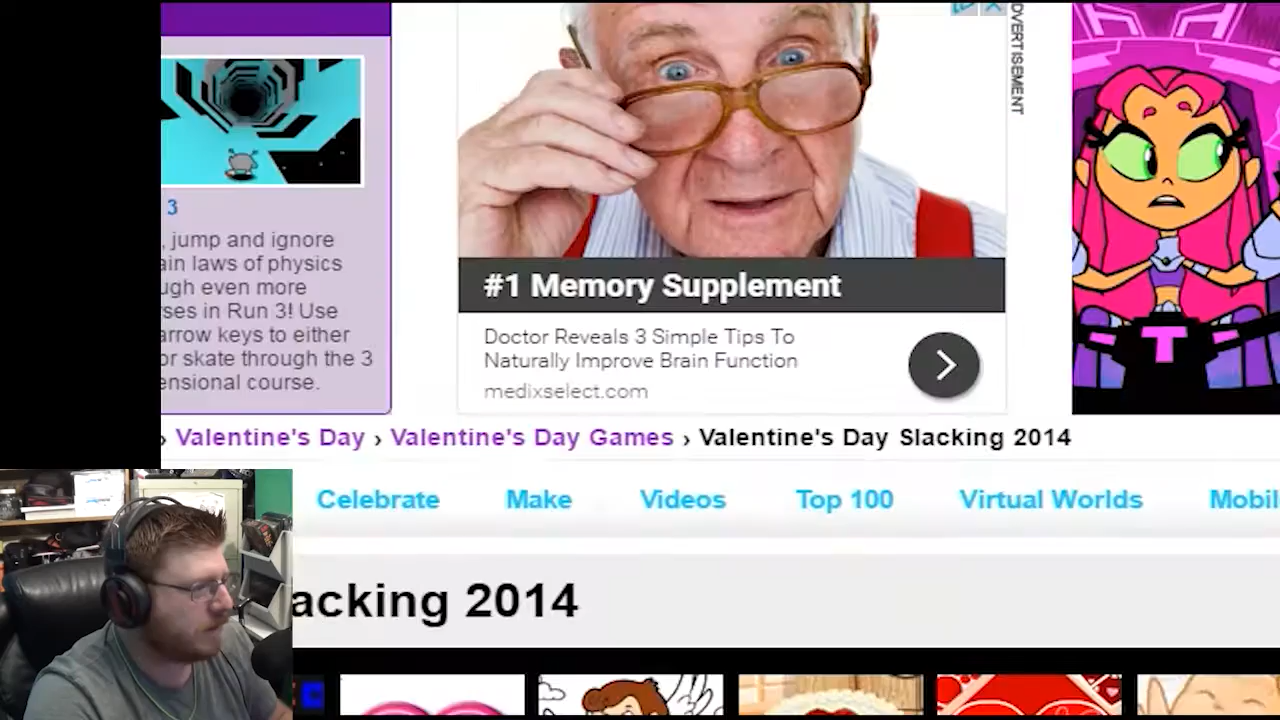 ADVERTISEMENT
3
, jump and ignore
ain laws of physics
ugh even more
ses in Run 3! Use
arrow keys to either
or skate through the 3
ensional course.
#1 Memory Supplement
Doctor Reveals 3 Simple Tips To
Naturally Improve Brain Function
medixselect.com
› Valentine's Day › Valentine's Day Games › Valentine's Day Slacking 2014
Celebrate Make Videos Top 100 Virtual Worlds Mobil
acking 2014